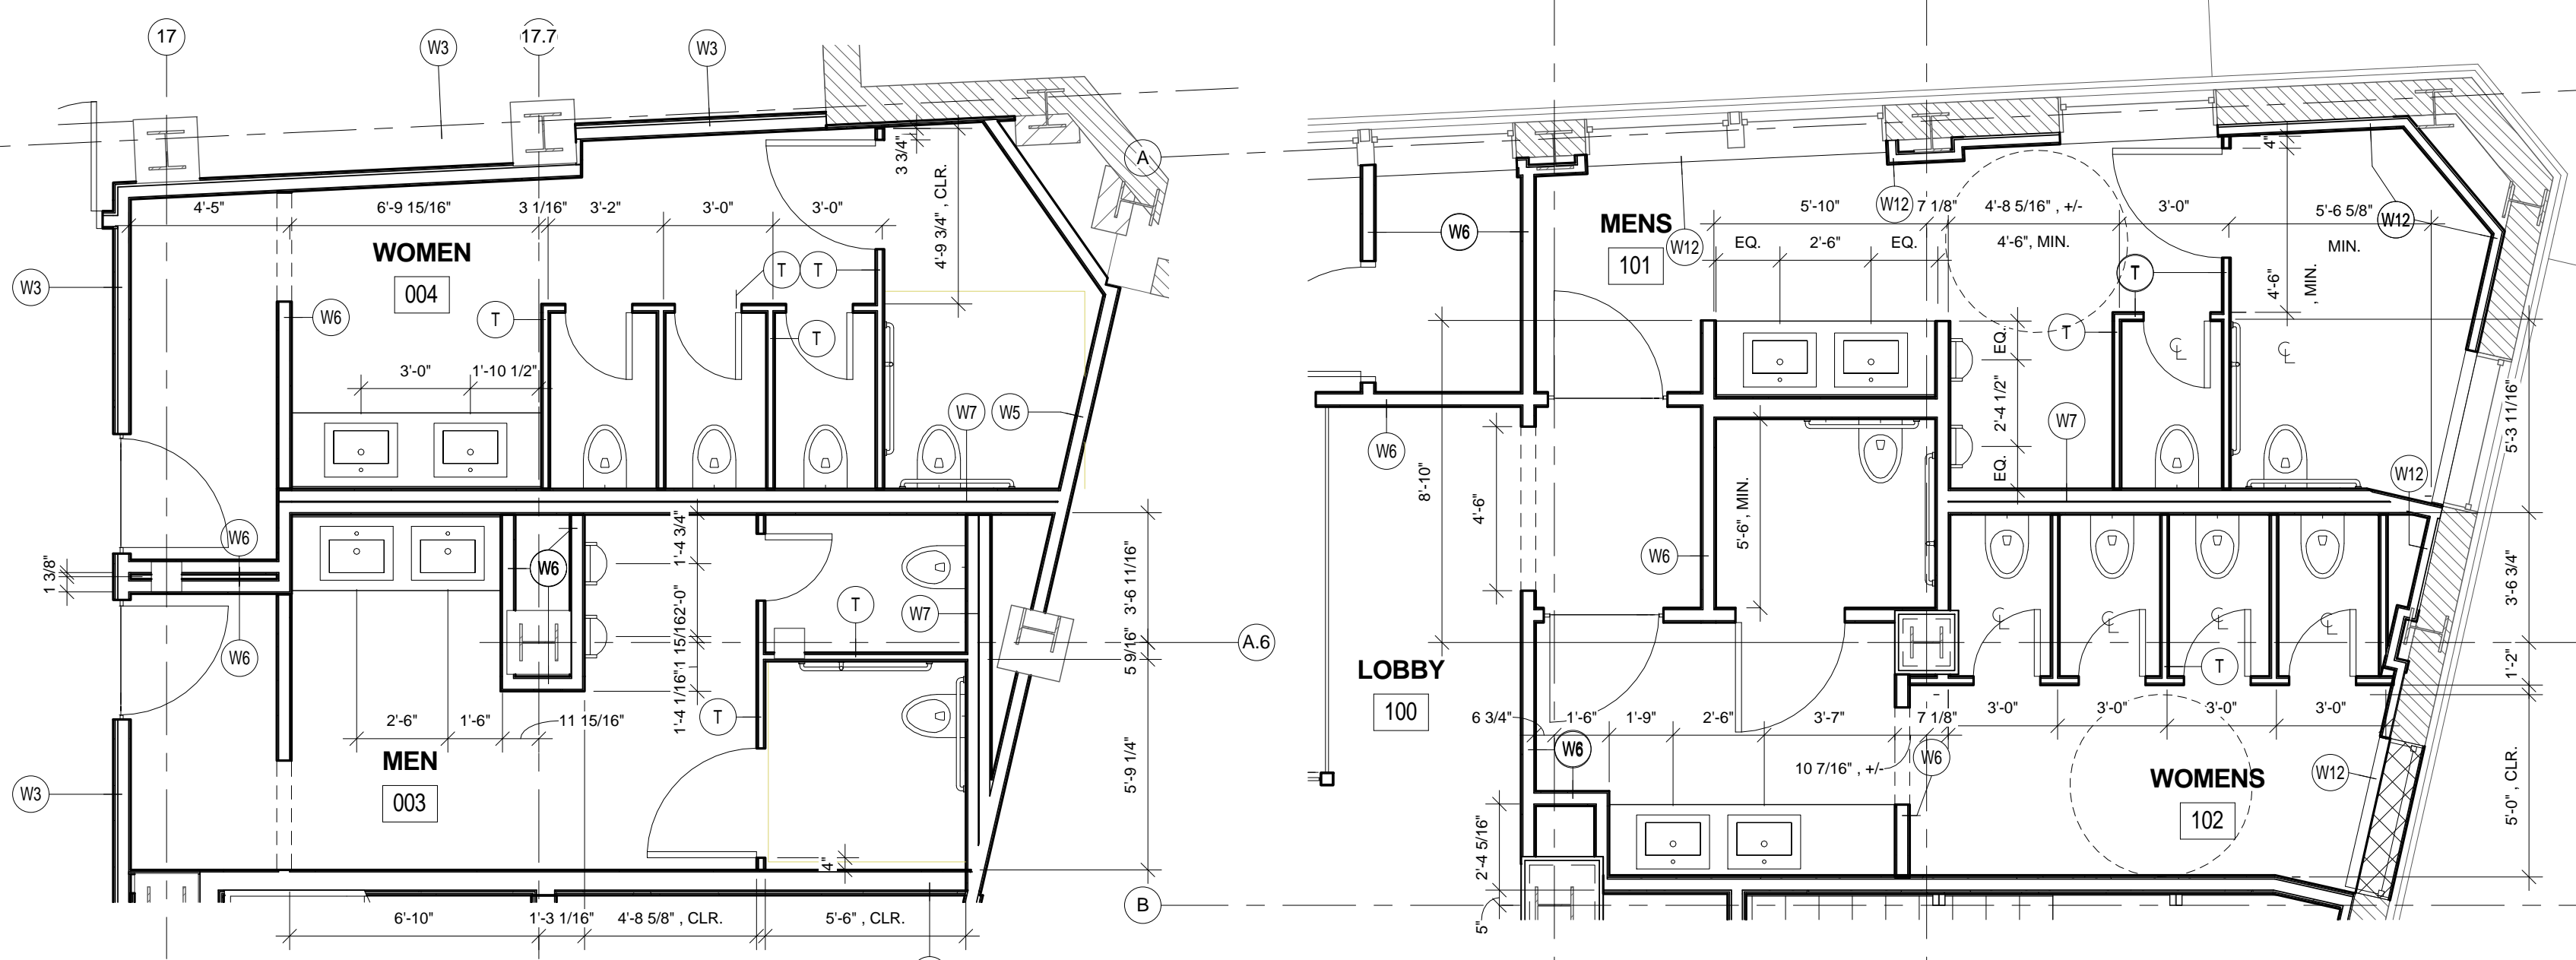 17
17.7
W3
W3
A
3 3/4"
4'-9 3/4" , CLR.
4'-5"
6'-9 15/16"
3 1/16"
3'-2"
3'-0"
3'-0"
WOMEN
004
W3
W6
T
T
T
T
3'-0"
1'-10 1/2"
W7
W5
W6
W6
W6
1 3/8"
1'-4 3/4"
2'-0"
1 15/16"
1'-4 1/16"
T
W7
3'-6 11/16"
5 9/16"
5'-9 1/4"
A.6
T
2'-6"
1'-6"
11 15/16"
MEN
003
W3
4"
6'-10"
1'-3 1/16"
4'-8 5/8" , CLR.
5'-6" , CLR.
B
W6
MENS
101
W12
5'-10"
W12
7 1/8"
4'-8 5/16" , +/-
3'-0"
5'-6 5/8"
W12
EQ.
2'-6"
EQ.
4'-6", MIN.
MIN.
4"
4'-6"
, MIN.
T
T
EQ.
2'-4 1/2"
EQ.
W7
W12
5'-3 11/16"
W6
8'-10"
4'-6"
W6
5'-6", MIN.
3'-6 3/4"
1'-2"
5'-0" , CLR.
LOBBY
100
T
6 3/4"
1'-6"
1'-9"
2'-6"
3'-7"
7 1/8"
3'-0"
3'-0"
3'-0"
3'-0"
W6
10 7/16" , +/-
W6
WOMENS
102
W12
2'-4 5/16"
5"